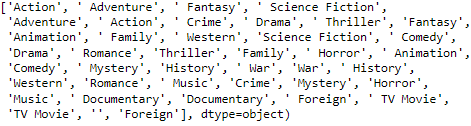 ['Action', ' Adventure', ' Fantasy', ' Science Fiction',
'Adventure', ' Action', ' Crime', ' Drama', ' Thriller', 'Fantasy',
'Animation', ' Family', ' Western', 'Science Fiction', ' Comedy',
'Drama', ' Romance', 'Thriller', 'Family', ' Horror', ' Animation',
'Comedy', ' Mystery', 'History', ' War', 'War', ' History',
'Western', 'Romance', ' Music', 'Crime', 'Mystery', 'Horror',
'Music', ' Documentary', 'Documentary', ' Foreign', ' TV Movie',
'TV Movie', '', 'Foreign'], dtype=object)